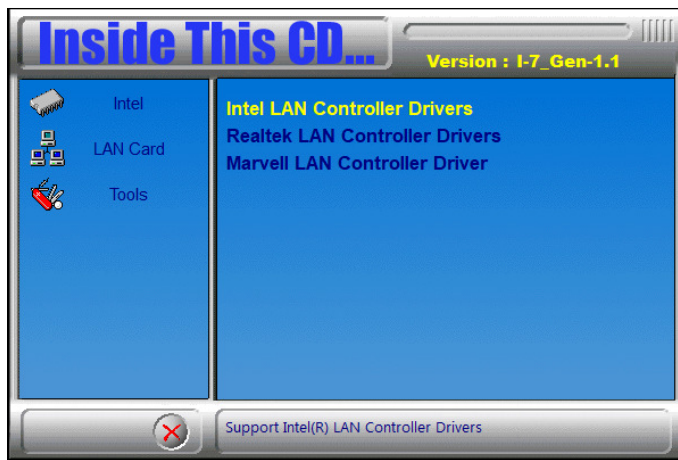 Inside This CD...
Version : I-7_Gen-1.1
Intel
LAN Card
Tools
Intel LAN Controller Drivers
Realtek LAN Controller Drivers
Marvell LAN Controller Driver
Support Intel(R) LAN Controller Drivers